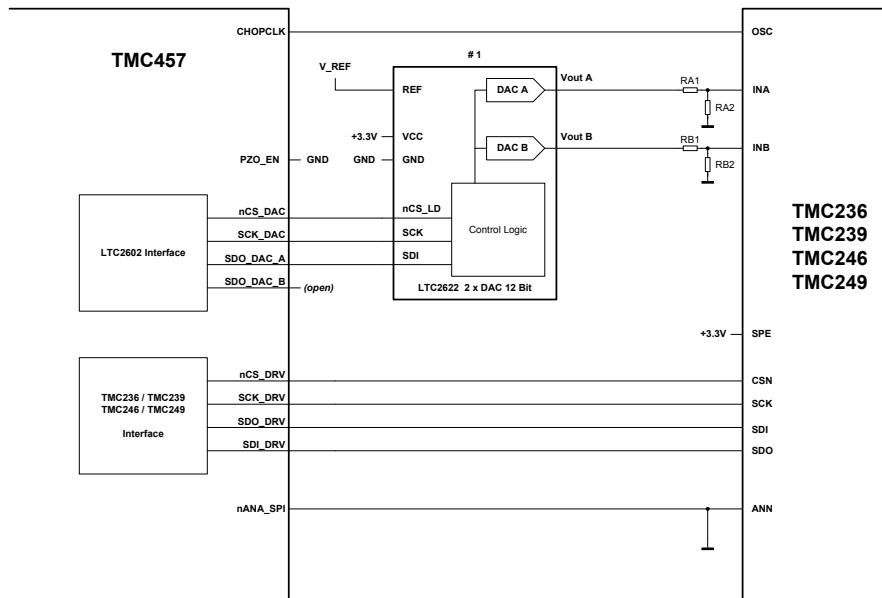 CHOPCLK
OSC
TMC457
# 1
V_REF
REF
DAC A
Vout A
RA1
INA
RA2
+3.3V
VCC
DAC B
Vout B
RB1
INB
PZO_EN
GND
GND
GND
RB2
nCS_DAC
nCS_LD
TMC236
TMC239
TMC246
TMC249
LTC2602 Interface
SCK_DAC
SCK
Control Logic
SDO_DAC_A
SDI
SDO_DAC_B
(open)
LTC2622 2 x DAC 12 Bit
+3.3V
SPE
nCS_DRV
CSN
TMC236 / TMC239
TMC246 / TMC249
Interface
SCK_DRV
SCK
SDO_DRV
SDI
SDI_DRV
SDO
nANA_SPI
ANN